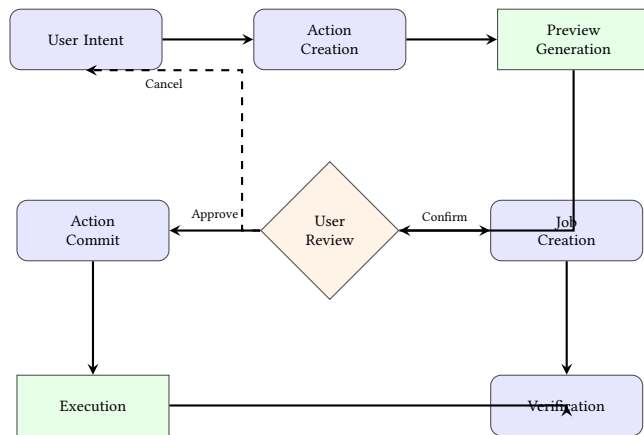 User Intent
Action
Creation
Preview
Generation
Cancel
Action
Commit
Approve
User
Review
Confirm
Job
Creation
Execution
Verification